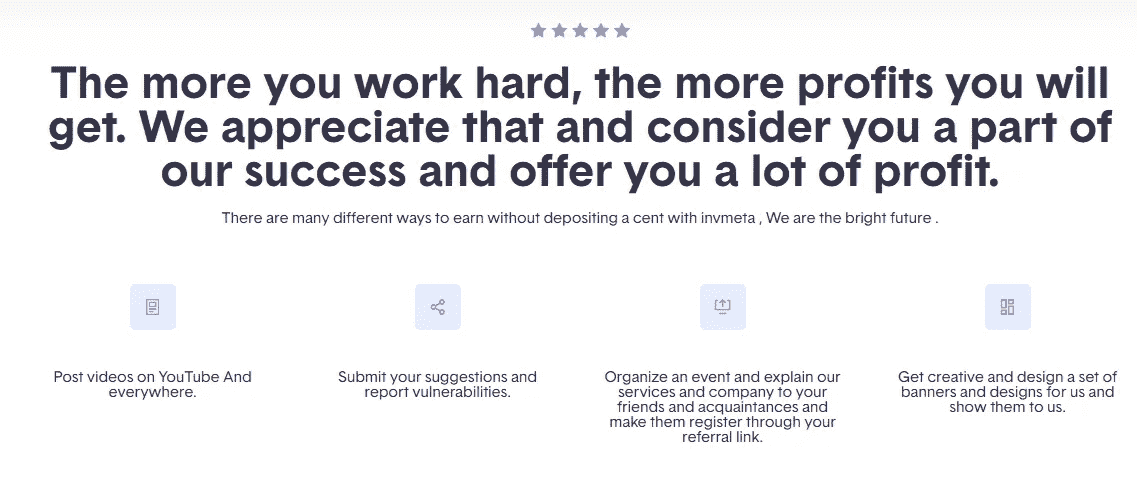 The more you work hard, the more profits you will
get. We appreciate that and consider you a part of
our success and offer you a lot of profit.
There are many different ways to earn without depositing a cent with invmeta , We are the bright future .
Post videos on YouTube And
everywhere.
Submit your suggestions and
report vulnerabilities.
Organize an event and explain our
services and company to your
friends and acquaintances and
make them register through your
referral link.
Get creative and design a set of
banners and designs for us and
show them to us.